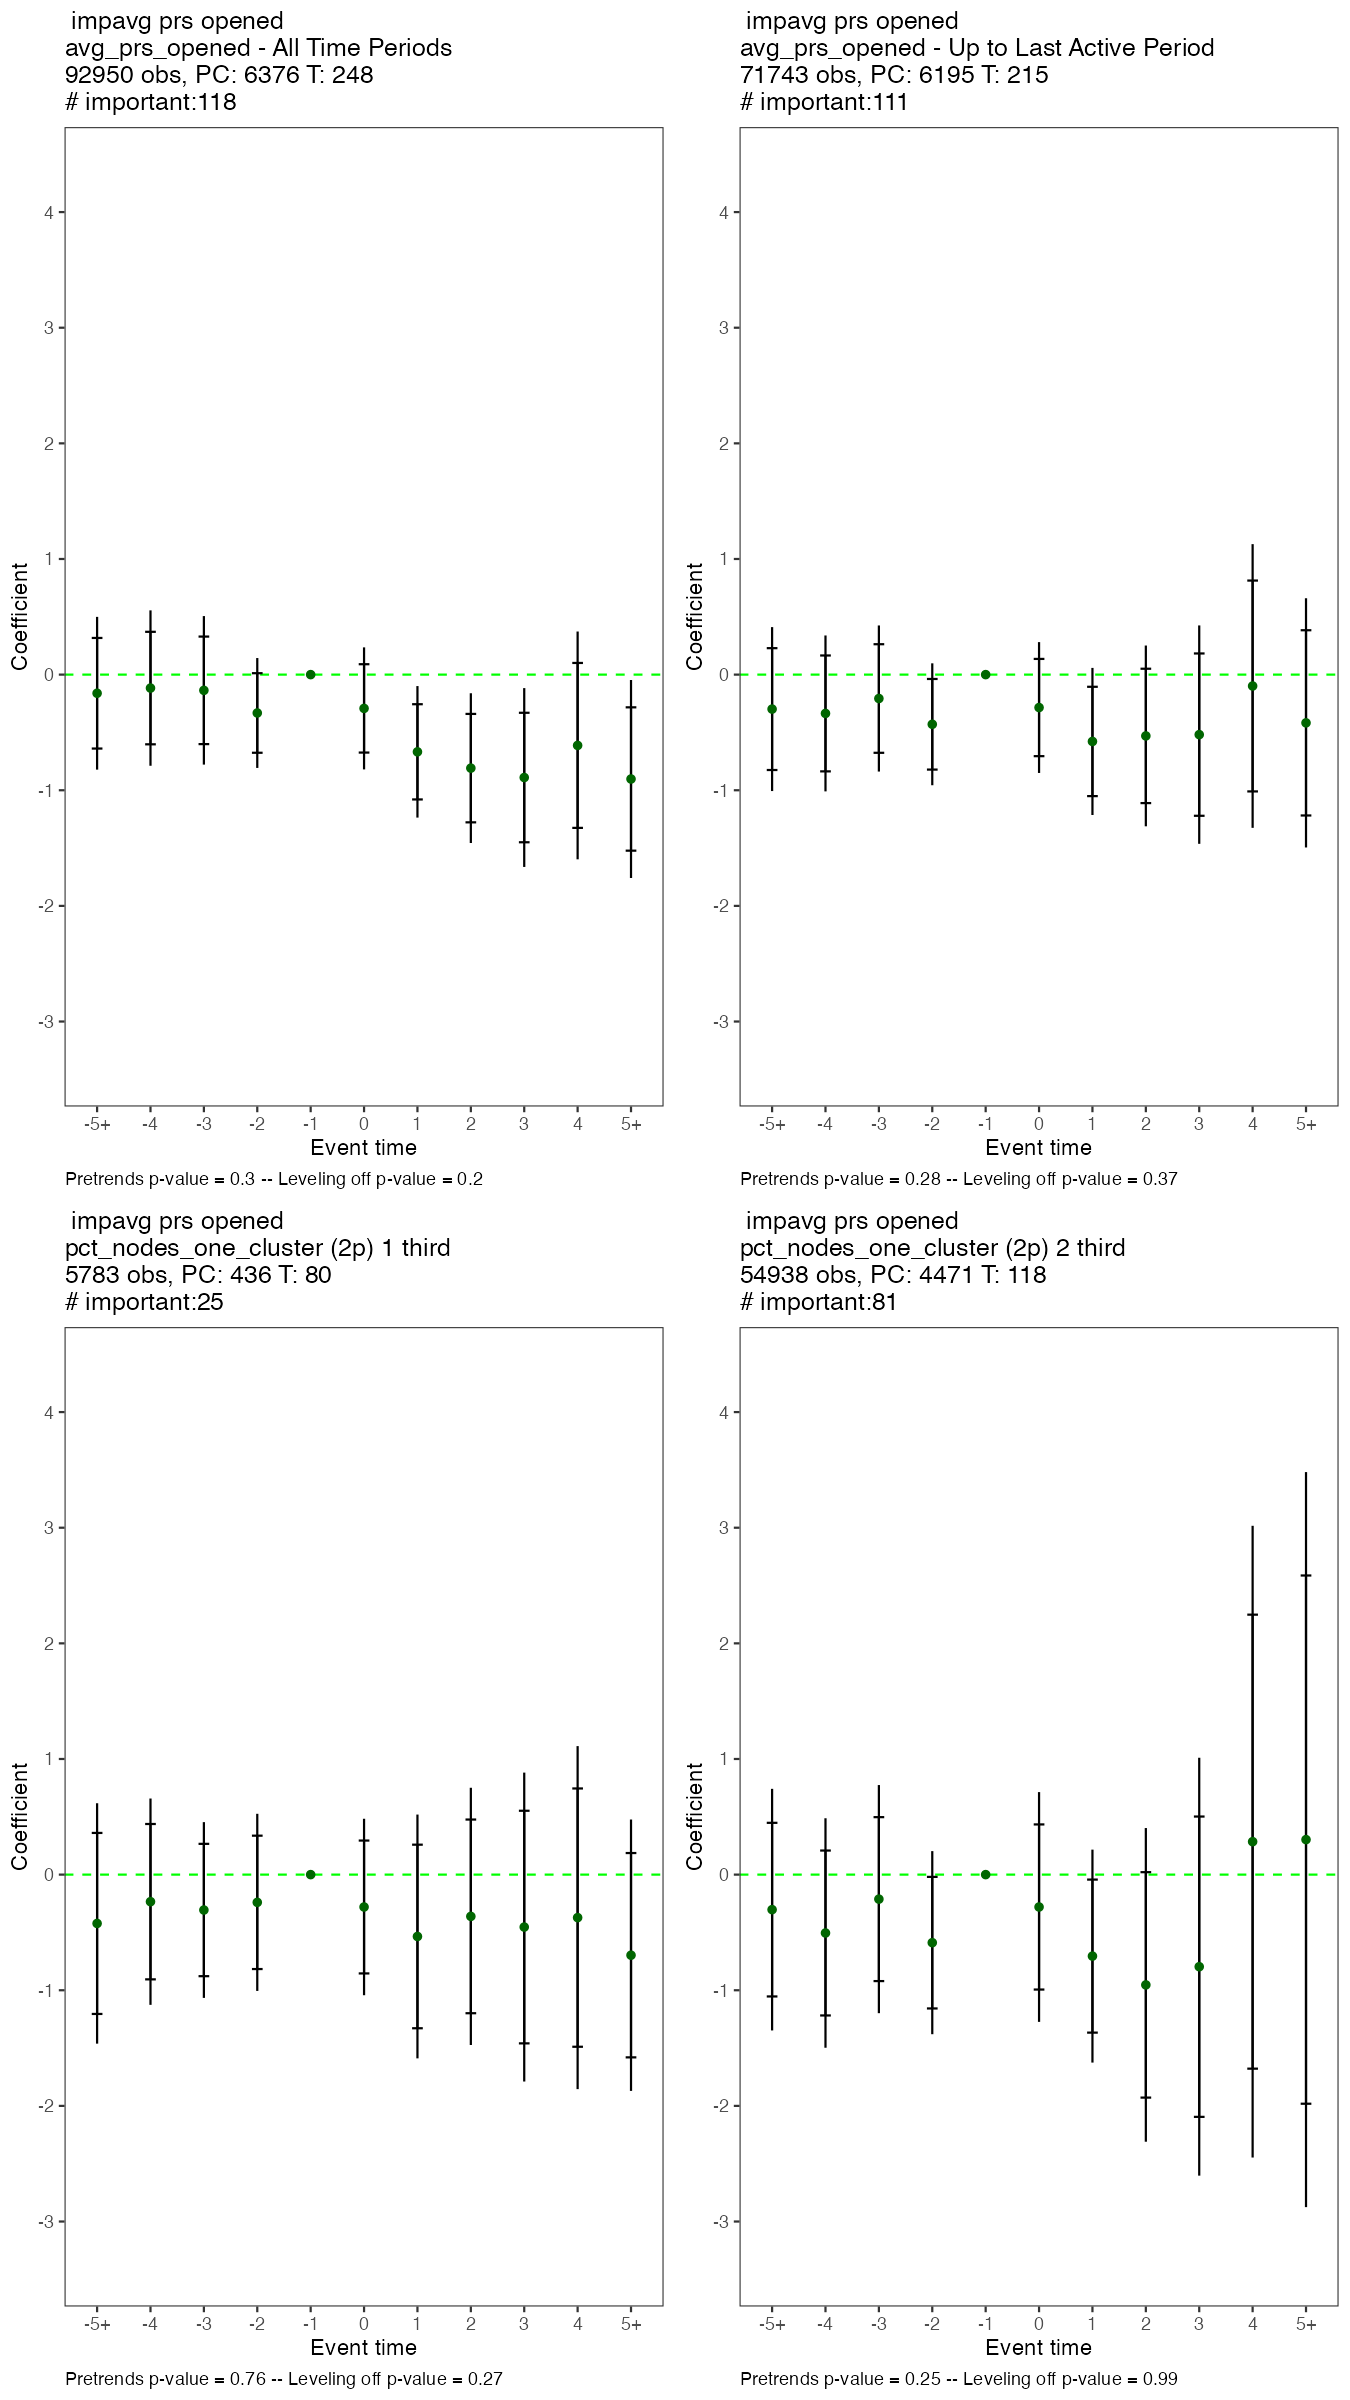 impavg prs opened
avg_prs_opened - All Time Periods
92950 obs, PC: 6376 T: 248
# important:118
Coefficient
4
3
2
1
0
-1
-2
-3
-5+ -4 -3 -2 -1 0 1 2 3 4 5+
Event time
Pretrends p-value = 0.3 -- Leveling off p-value = 0.2
impavg prs opened
avg_prs_opened - Up to Last Active Period
71743 obs, PC: 6195 T: 215
# important:111
Coefficient
4
3
2
1
0
-1
-2
-3
-5+ -4 -3 -2 -1 0 1 2 3 4 5+
Event time
Pretrends p-value = 0.28 -- Leveling off p-value = 0.37
impavg prs opened
pct_nodes_one_cluster (2p) 1 third
5783 obs, PC: 436 T: 80
# important:25
Coefficient
4
3
2
1
0
-1
-2
-3
-5+ -4 -3 -2 -1 0 1 2 3 4 5+
Event time
Pretrends p-value = 0.76 -- Leveling off p-value = 0.27
impavg prs opened
pct_nodes_one_cluster (2p) 2 third
54938 obs, PC: 4471 T: 118
# important:81
Coefficient
4
3
2
1
0
-1
-2
-3
-5+ -4 -3 -2 -1 0 1 2 3 4 5+
Event time
Pretrends p-value = 0.25 -- Leveling off p-value = 0.99